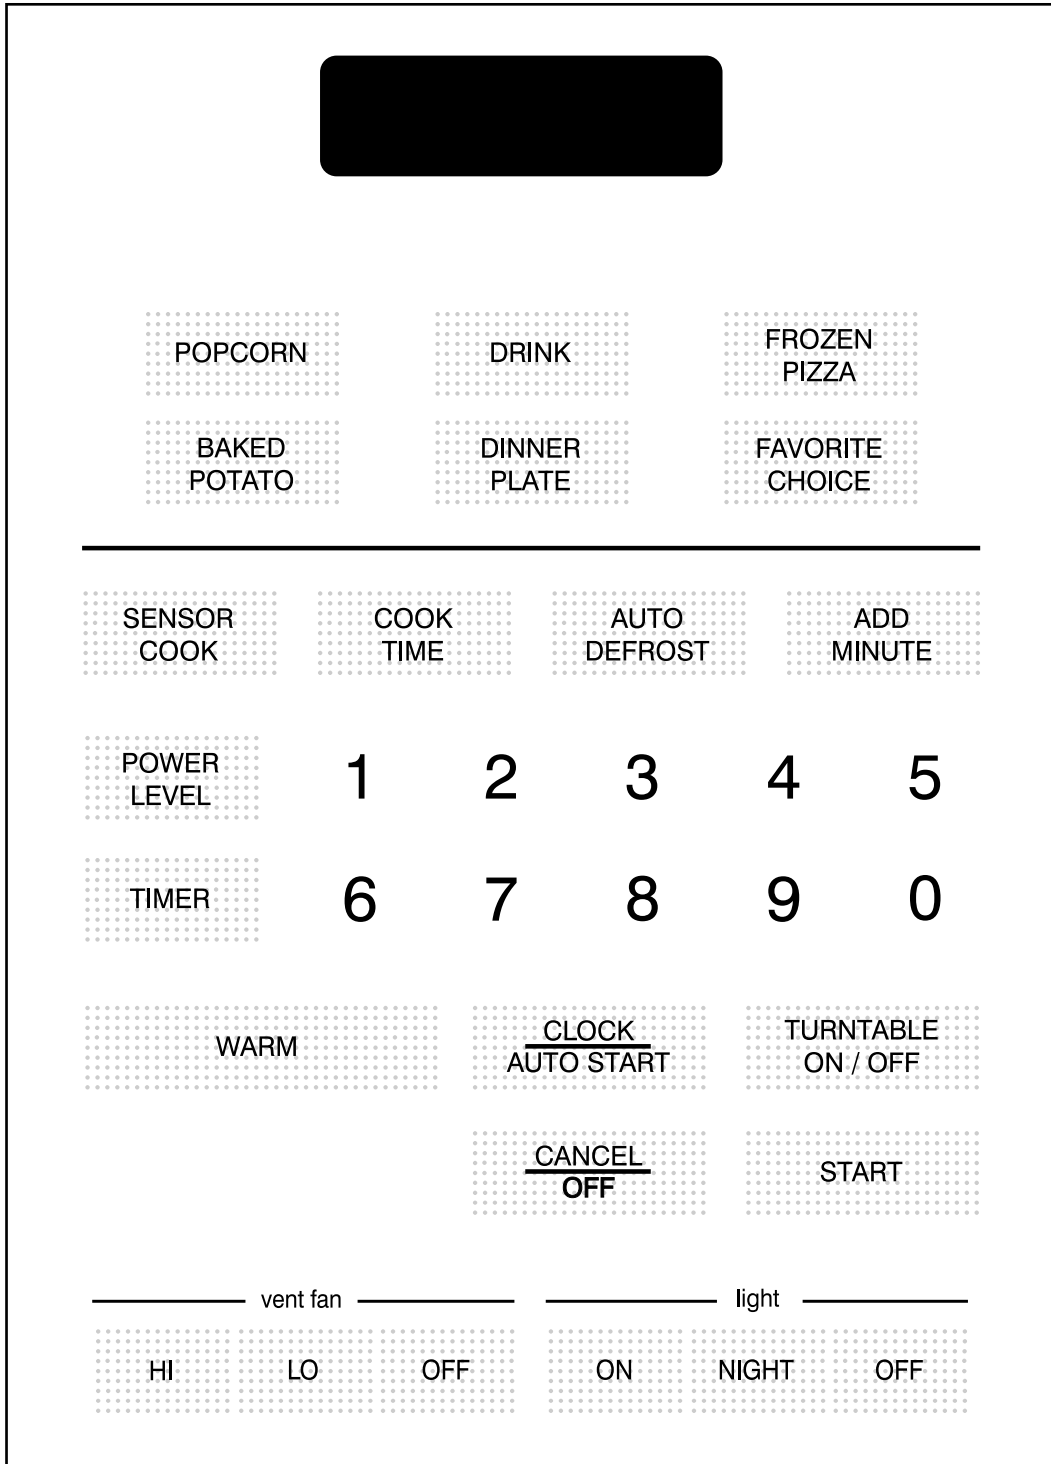 POPCORN
DRINK
FROZEN
PIZZA
BAKED
POTATO
DINNER
PLATE
FAVORITE
CHOICE
SENSOR
COOK
COOK
TIME
AUTO
DEFROST
ADD
MINUTE
POWER
LEVEL
1 2 3 4 5
TIMER
6 7 8 9 0
WARM
CLOCK
AUTO START
TURNTABLE
ON / OFF
CANCEL
OFF
START
vent fan
HI LO OFF
light
ON NIGHT OFF